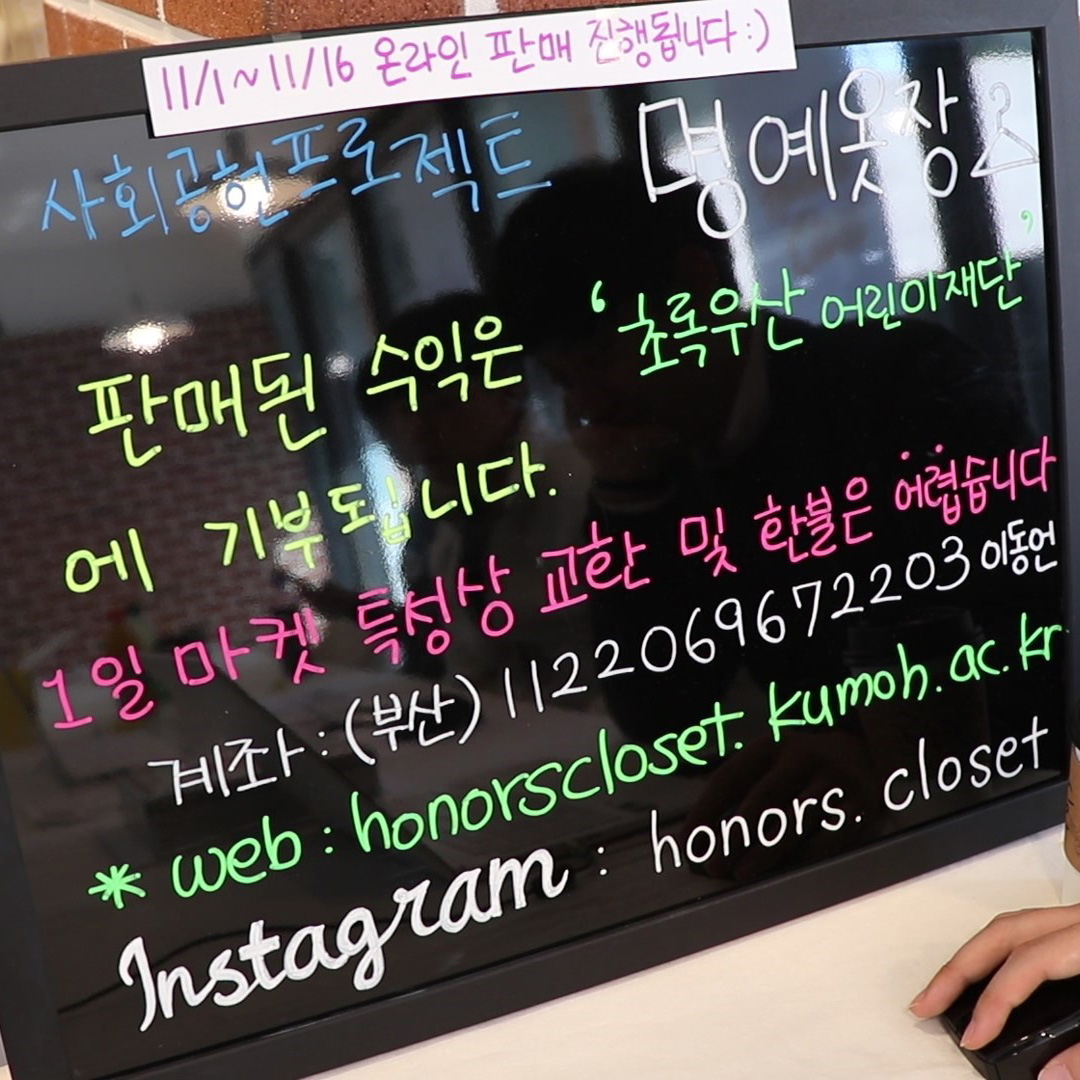 11/1~11/16 온라인 판매 진행됩니다:)
사회공헌프로젝트 명예옷장
판매된 수익은 '초록우산 어린이재단'
에 기부됩니다.
1일 마켓 특성상 교환 및 한불은 어렵습니다
계좌:(부산) 1122069672203 이동언
* web : honorscloset. kumoh.ac.kr
Instagram : honors. closet